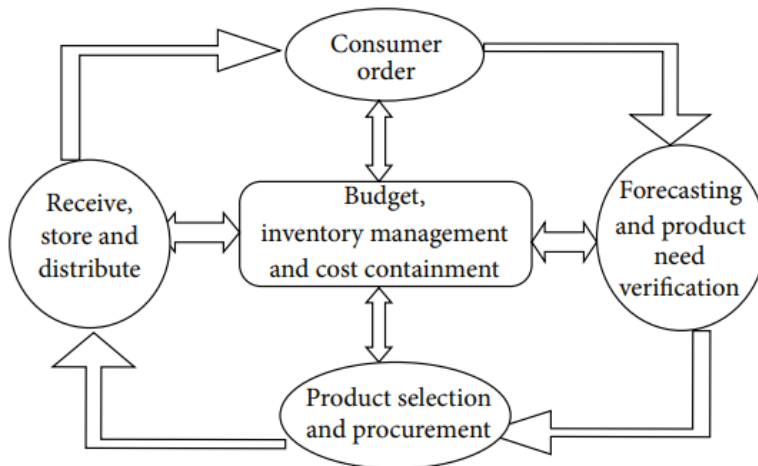 Consumer
order
Forecasting
and product
need
verification
Product selection
and procurement
Receive,
store and
distribute
Budget,
inventory management
and cost containment